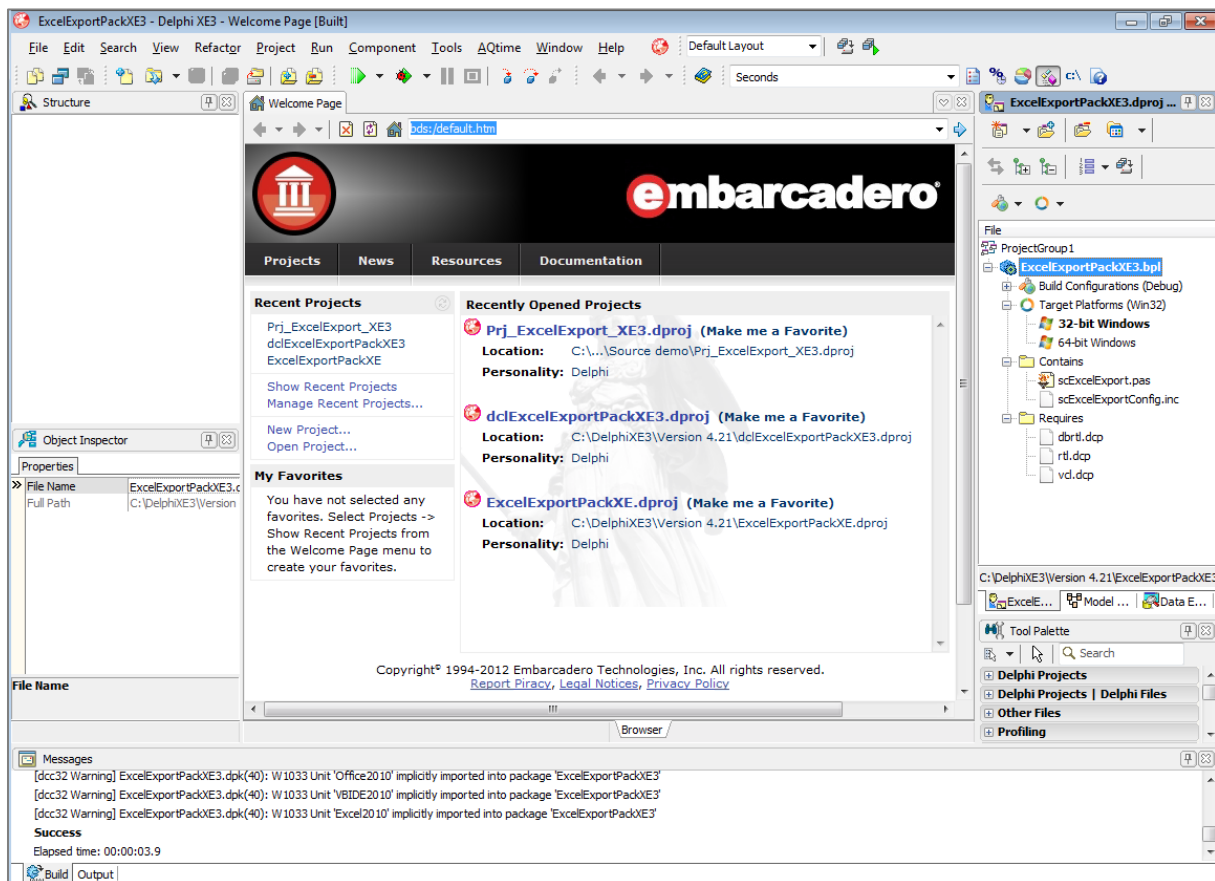 ExcelExportPackXE3 - Delphi XE3 - Welcome Page [Built]
File Edit Search View Refactor Project Run Component Tools AQtime Window Help Default Layout
Seconds
c:\
Structure
Welcome Page
bds:/default.htm
embarcadero
Projects News Resources Documentation
Recent Projects
Prj_ExcelExport_XE3
dclExcelExportPackXE3
ExcelExportPackXE
Show Recent Projects
Manage Recent Projects...
New Project...
Open Project...
My Favorites
You have not selected any
favorites. Select Projects ->
Show Recent Projects from
the Welcome Page menu to
create your favorites.
Recently Opened Projects
Prj_ExcelExport_XE3.dproj (Make me a Favorite)
Location: C:\...\Source demo\Prj_ExcelExport_XE3.dproj
Personality: Delphi
dclExcelExportPackXE3.dproj (Make me a Favorite)
Location: C:\DelphiXE3\Version 4.21\dclExcelExportPackXE3.dproj
Personality: Delphi
ExcelExportPackXE.dproj (Make me a Favorite)
Location: C:\DelphiXE3\Version 4.21\ExcelExportPackXE.dproj
Personality: Delphi
Copyright© 1994-2012 Embarcadero Technologies, Inc. All rights reserved.
Report Piracy, Legal Notices, Privacy Policy
Browser
Object Inspector
Properties
File Name ExcelExportPackXE3.c
Full Path C:\DelphiXE3\Version
File Name
ExcelExportPackXE3.dproj ...
File
ProjectGroup1
ExcelExportPackXE3.bpl
Build Configurations (Debug)
Target Platforms (Win32)
32-bit Windows
64-bit Windows
Contains
scExcelExport.pas
scExcelExportConfig.inc
Requires
dbrtl.dcp
rtl.dcp
vcl.dcp
C:\DelphiXE3\Version 4.21\ExcelExportPackXE3
ExcelE... Model ... Data E...
Tool Palette
Search
Delphi Projects
Delphi Projects | Delphi Files
Other Files
Profiling
Messages
[dcc32 Warning] ExcelExportPackXE3.dpk(40): W1033 Unit 'Office2010' implicitly imported into package 'ExcelExportPackXE3'
[dcc32 Warning] ExcelExportPackXE3.dpk(40): W1033 Unit 'VBIDE2010' implicitly imported into package 'ExcelExportPackXE3'
[dcc32 Warning] ExcelExportPackXE3.dpk(40): W1033 Unit 'Excel2010' implicitly imported into package 'ExcelExportPackXE3'
Success
Elapsed time: 00:00:03.9
Build Output